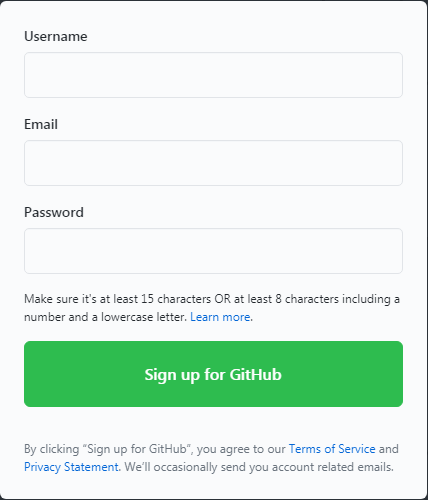 Username
Email
Password
Make sure it's at least 15 characters OR at least 8 characters including a
number and a lowercase letter. Learn more.
Sign up for GitHub
By clicking “Sign up for GitHub”, you agree to our Terms of Service and
Privacy Statement. We’ll occasionally send you account related emails.